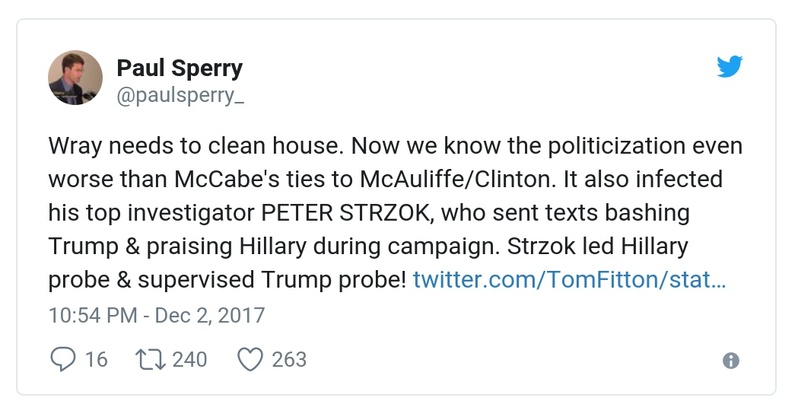 Paul Sperry
@paulsperry_
Wray needs to clean house. Now we know the politicization even
worse than McCabe's ties to McAuliffe/Clinton. It also infected
his top investigator PETER STRZOK, who sent texts bashing
Trump & praising Hillary during campaign. Strzok led Hillary
probe & supervised Trump probe! twitter.com/TomFitton/stat…
10:54 PM - Dec 2, 2017
16 240 263